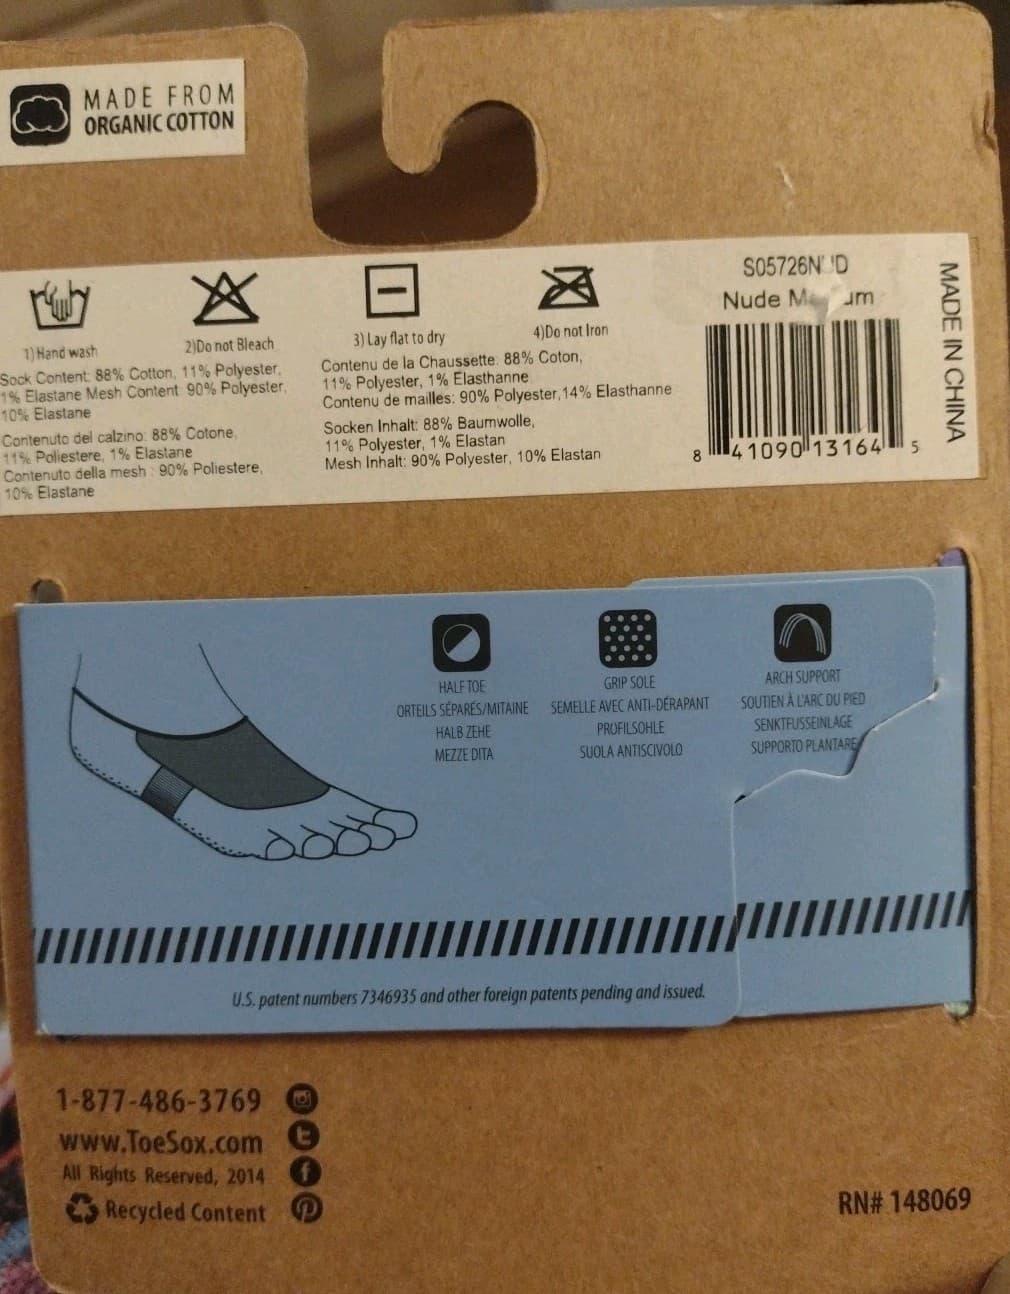 MADE FROM
ORGANIC COTTON
1) Hand wash
2)Do not Bleach
3) Lay flat to dry
4)Do not Iron
Sock Content: 88% Cotton, 11% Polyester,
1% Elastane Mesh Content 90% Polyester,
10% Elastane
Contenuto del calzino: 88% Cotone,
11% Poliestere, 1% Elastane
Contenuto della mesh : 90% Poliestere,
10% Elastane
Contenu de la Chaussette: 88% Coton,
11% Polyester, 1% Elasthanne
Contenu de mailles: 90% Polyester,14% Elasthanne
Socken Inhalt: 88% Baumwolle,
11% Polyester, 1% Elastan
Mesh Inhalt: 90% Polyester, 10% Elastan
Nude
8 41090 13164 5
MADE IN CHINA
HALF TOE
ORTEILS SÉPARÉS/MITAINE
HALB ZEHE
MEZZE DITA
GRIP SOLE
SEMELLE AVEC ANTI-DÉRAPANT
PROFILSOHLE
SUOLA ANTISCIVOLO
ARCH SUPPORT
SOUTIEN À L'ARC DU PIED
SENKTFUSSEINLAGE
SUPPORTO PLANTARE
U.S. patent numbers 7346935 and other foreign patents pending and issued.
1-877-486-3769
www.ToeSox.com
All Rights Reserved, 2014
Recycled Content
RN# 148069